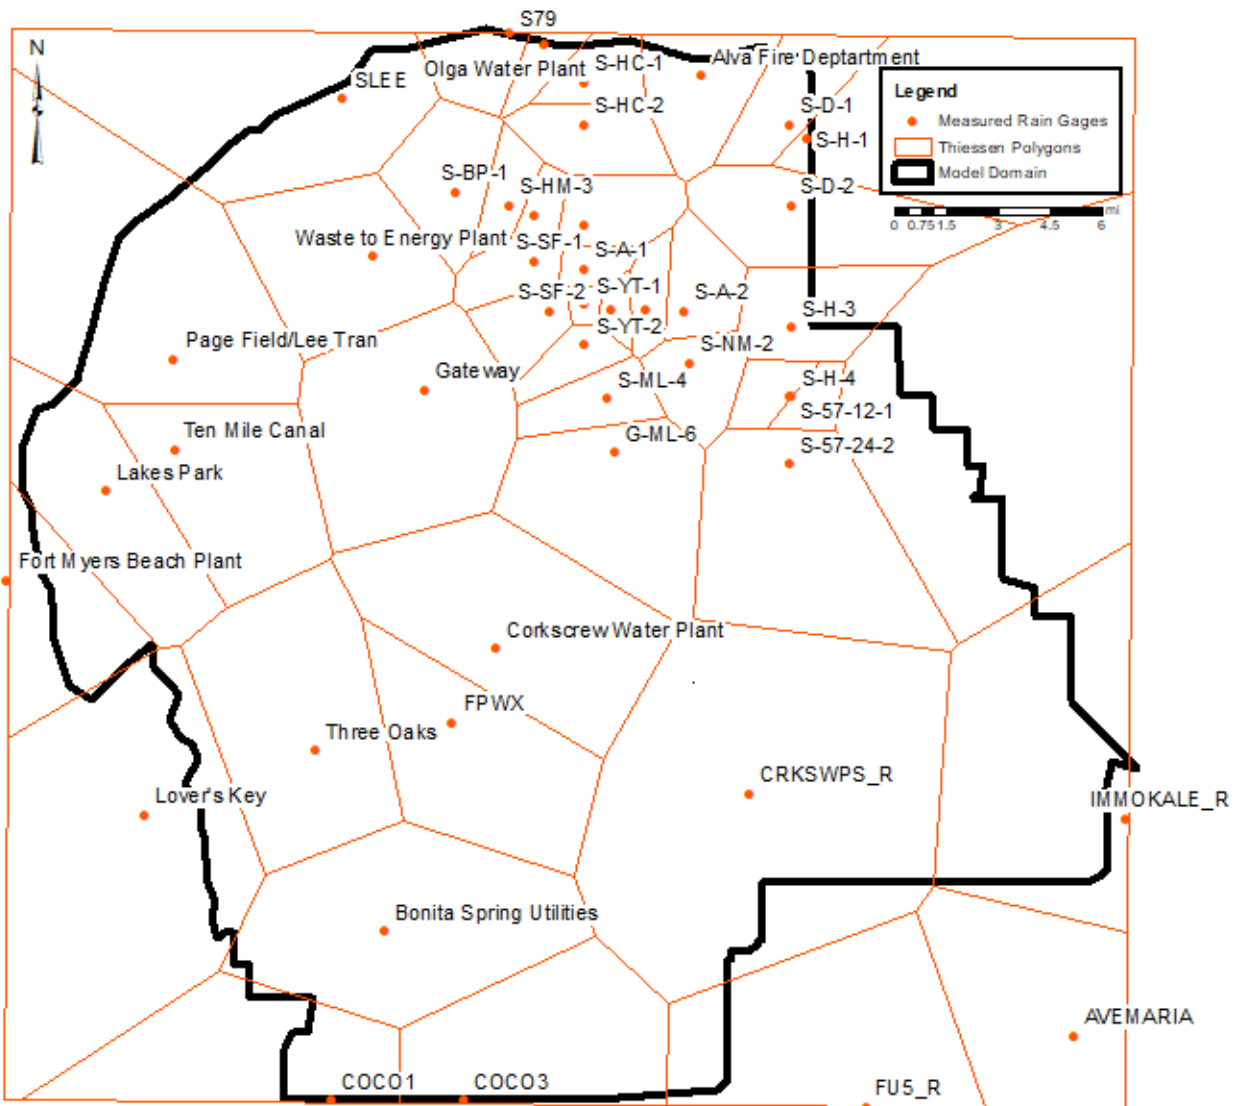 S79
N
S-HC-1
Alva Fire Deptartment
Olga Water Plant
SLEE
Legend
S-HC-2
S-D-1
Measured Rain Gages
S-H-1
Thiessen Polygons
S-BP-1
Model Domain
S-HM-3
S-D-2
mi
0 0.75 1.5 3 4.5 6
Waste to Energy Plant
S-SF-1
S-A-1
S-YT-1
S-SF-2
S-A-2
S-H-3
S-YT-2
Page Field/Lee Tran
S-NM-2
Gateway
S-ML-4
S-H-4
S-57-12-1
Ten Mile Canal
G-ML-6
S-57-24-2
Lakes Park
Fort Myers Beach Plant
Corkscrew Water Plant
FPWX
Three Oaks
CRKSWPS_R
Lover's Key
IMMOKALE_R
Bonita Spring Utilities
AVEMARIA
COCO1
COCO3
FU5_R